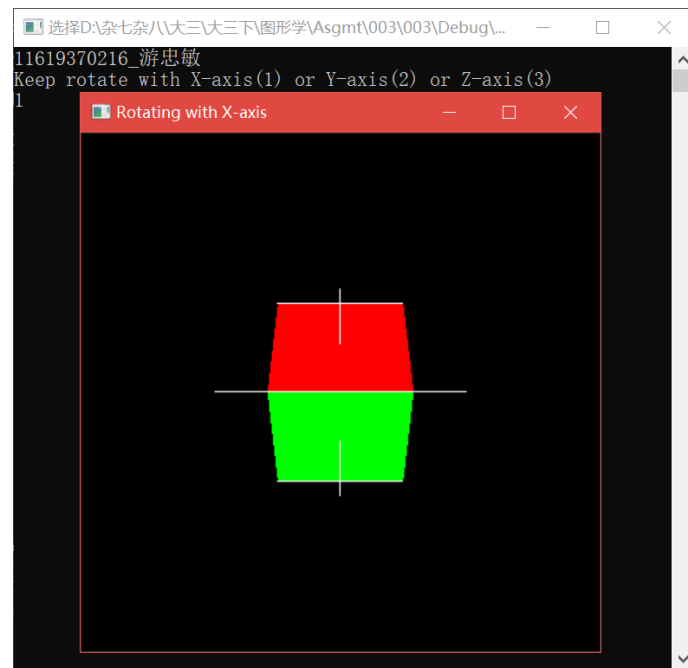 选择D:\杂七杂八\大三\大三下\图形学\Asgmt\003\003\Debug\...
11619370216_游忠敏
Keep rotate with X-axis(1) or Y-axis(2) or Z-axis(3)
1
Rotating with X-axis